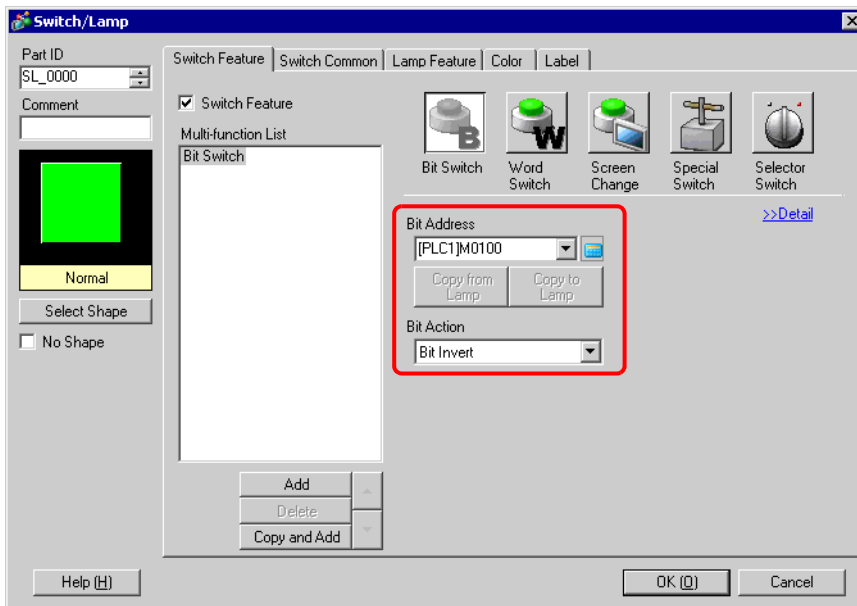 Switch/Lamp
Part ID
SL_0000
Comment
Normal
Select Shape
No Shape
Switch Feature
Switch Common
Lamp Feature
Color
Label
Switch Feature
Multi-function List
Bit Switch
Add
Delete
Copy and Add
B
Bit Switch
W
Word
Switch
Screen
Change
Special
Switch
Selector
Switch
>>Detail
Bit Address
[PLC1]M0100
Copy from
Lamp
Copy to
Lamp
Bit Action
Bit Invert
Help (H)
OK (O)
Cancel